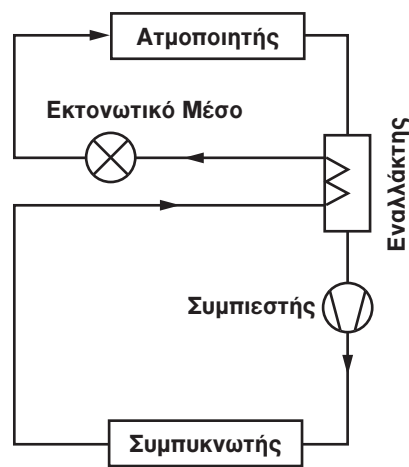 Ατμοποιητής
Εκτονωτικό Μέσο
Εναλλάκτης
Συμπιεστής
Συμπυκνωτής